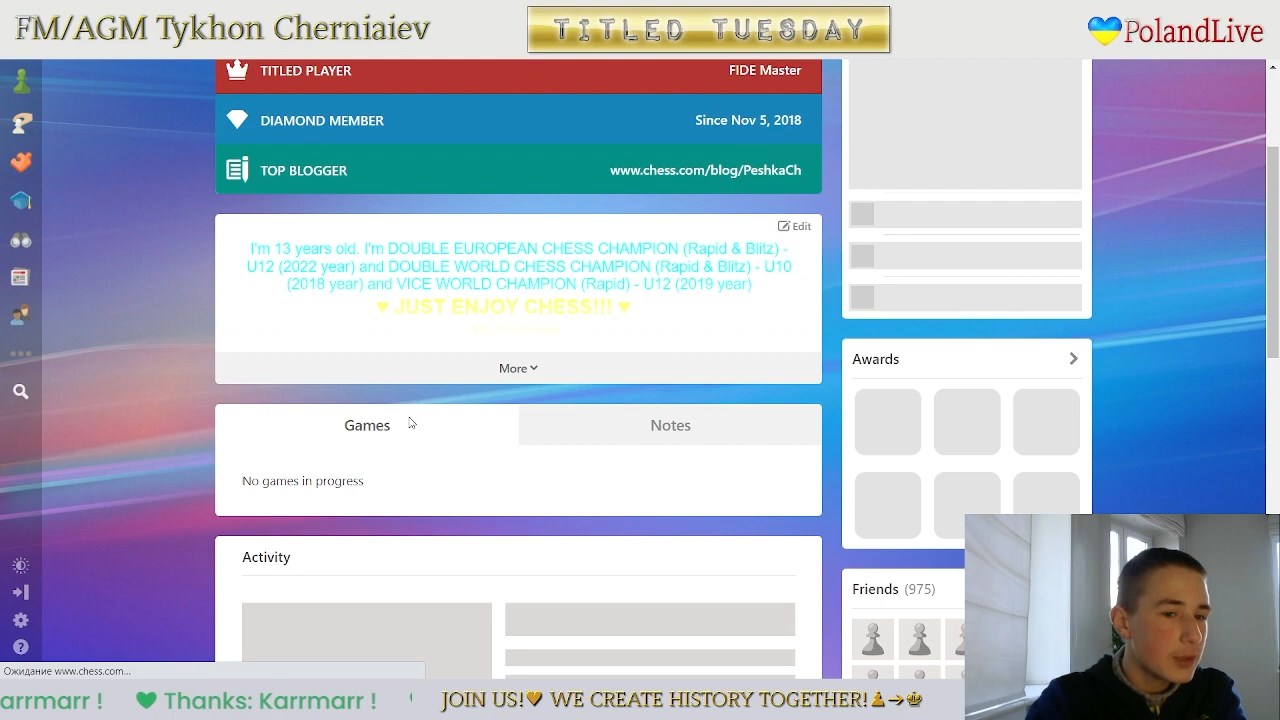 FM/AGM Tykhon Cherniaiev
TITLED TUESDAY
PolandLive
TITLED PLAYER
FIDE Master
DIAMOND MEMBER
Since Nov 5, 2018
TOP BLOGGER
www.chess.com/blog/PeshkaCh
Edit
I'm 13 years old. I'm DOUBLE EUROPEAN CHESS CHAMPION (Rapid & Blitz) -
U12 (2022 year) and DOUBLE WORLD CHESS CHAMPION (Rapid & Blitz) - U10
(2018 year) and VICE WORLD CHAMPION (Rapid) - U12 (2019 year)
♥ JUST ENJOY CHESS!!! ♥
More
Games
Notes
No games in progress
Activity
Awards
Friends (975)
Ожидание www.chess.com...
arrmarr !
Thanks: Karrmarr !
JOIN US!♥ WE CREATE HISTORY TOGETHER!♟→♚